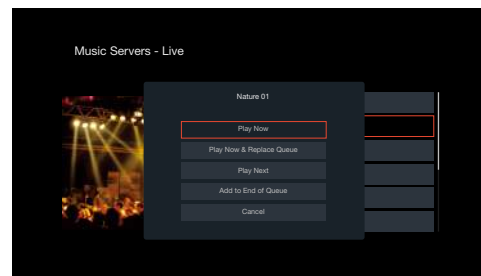 Music Servers - Live
Nature 01
Play Now
Play Now & Replace Queue
Play Next
Add to End of Queue
Cancel